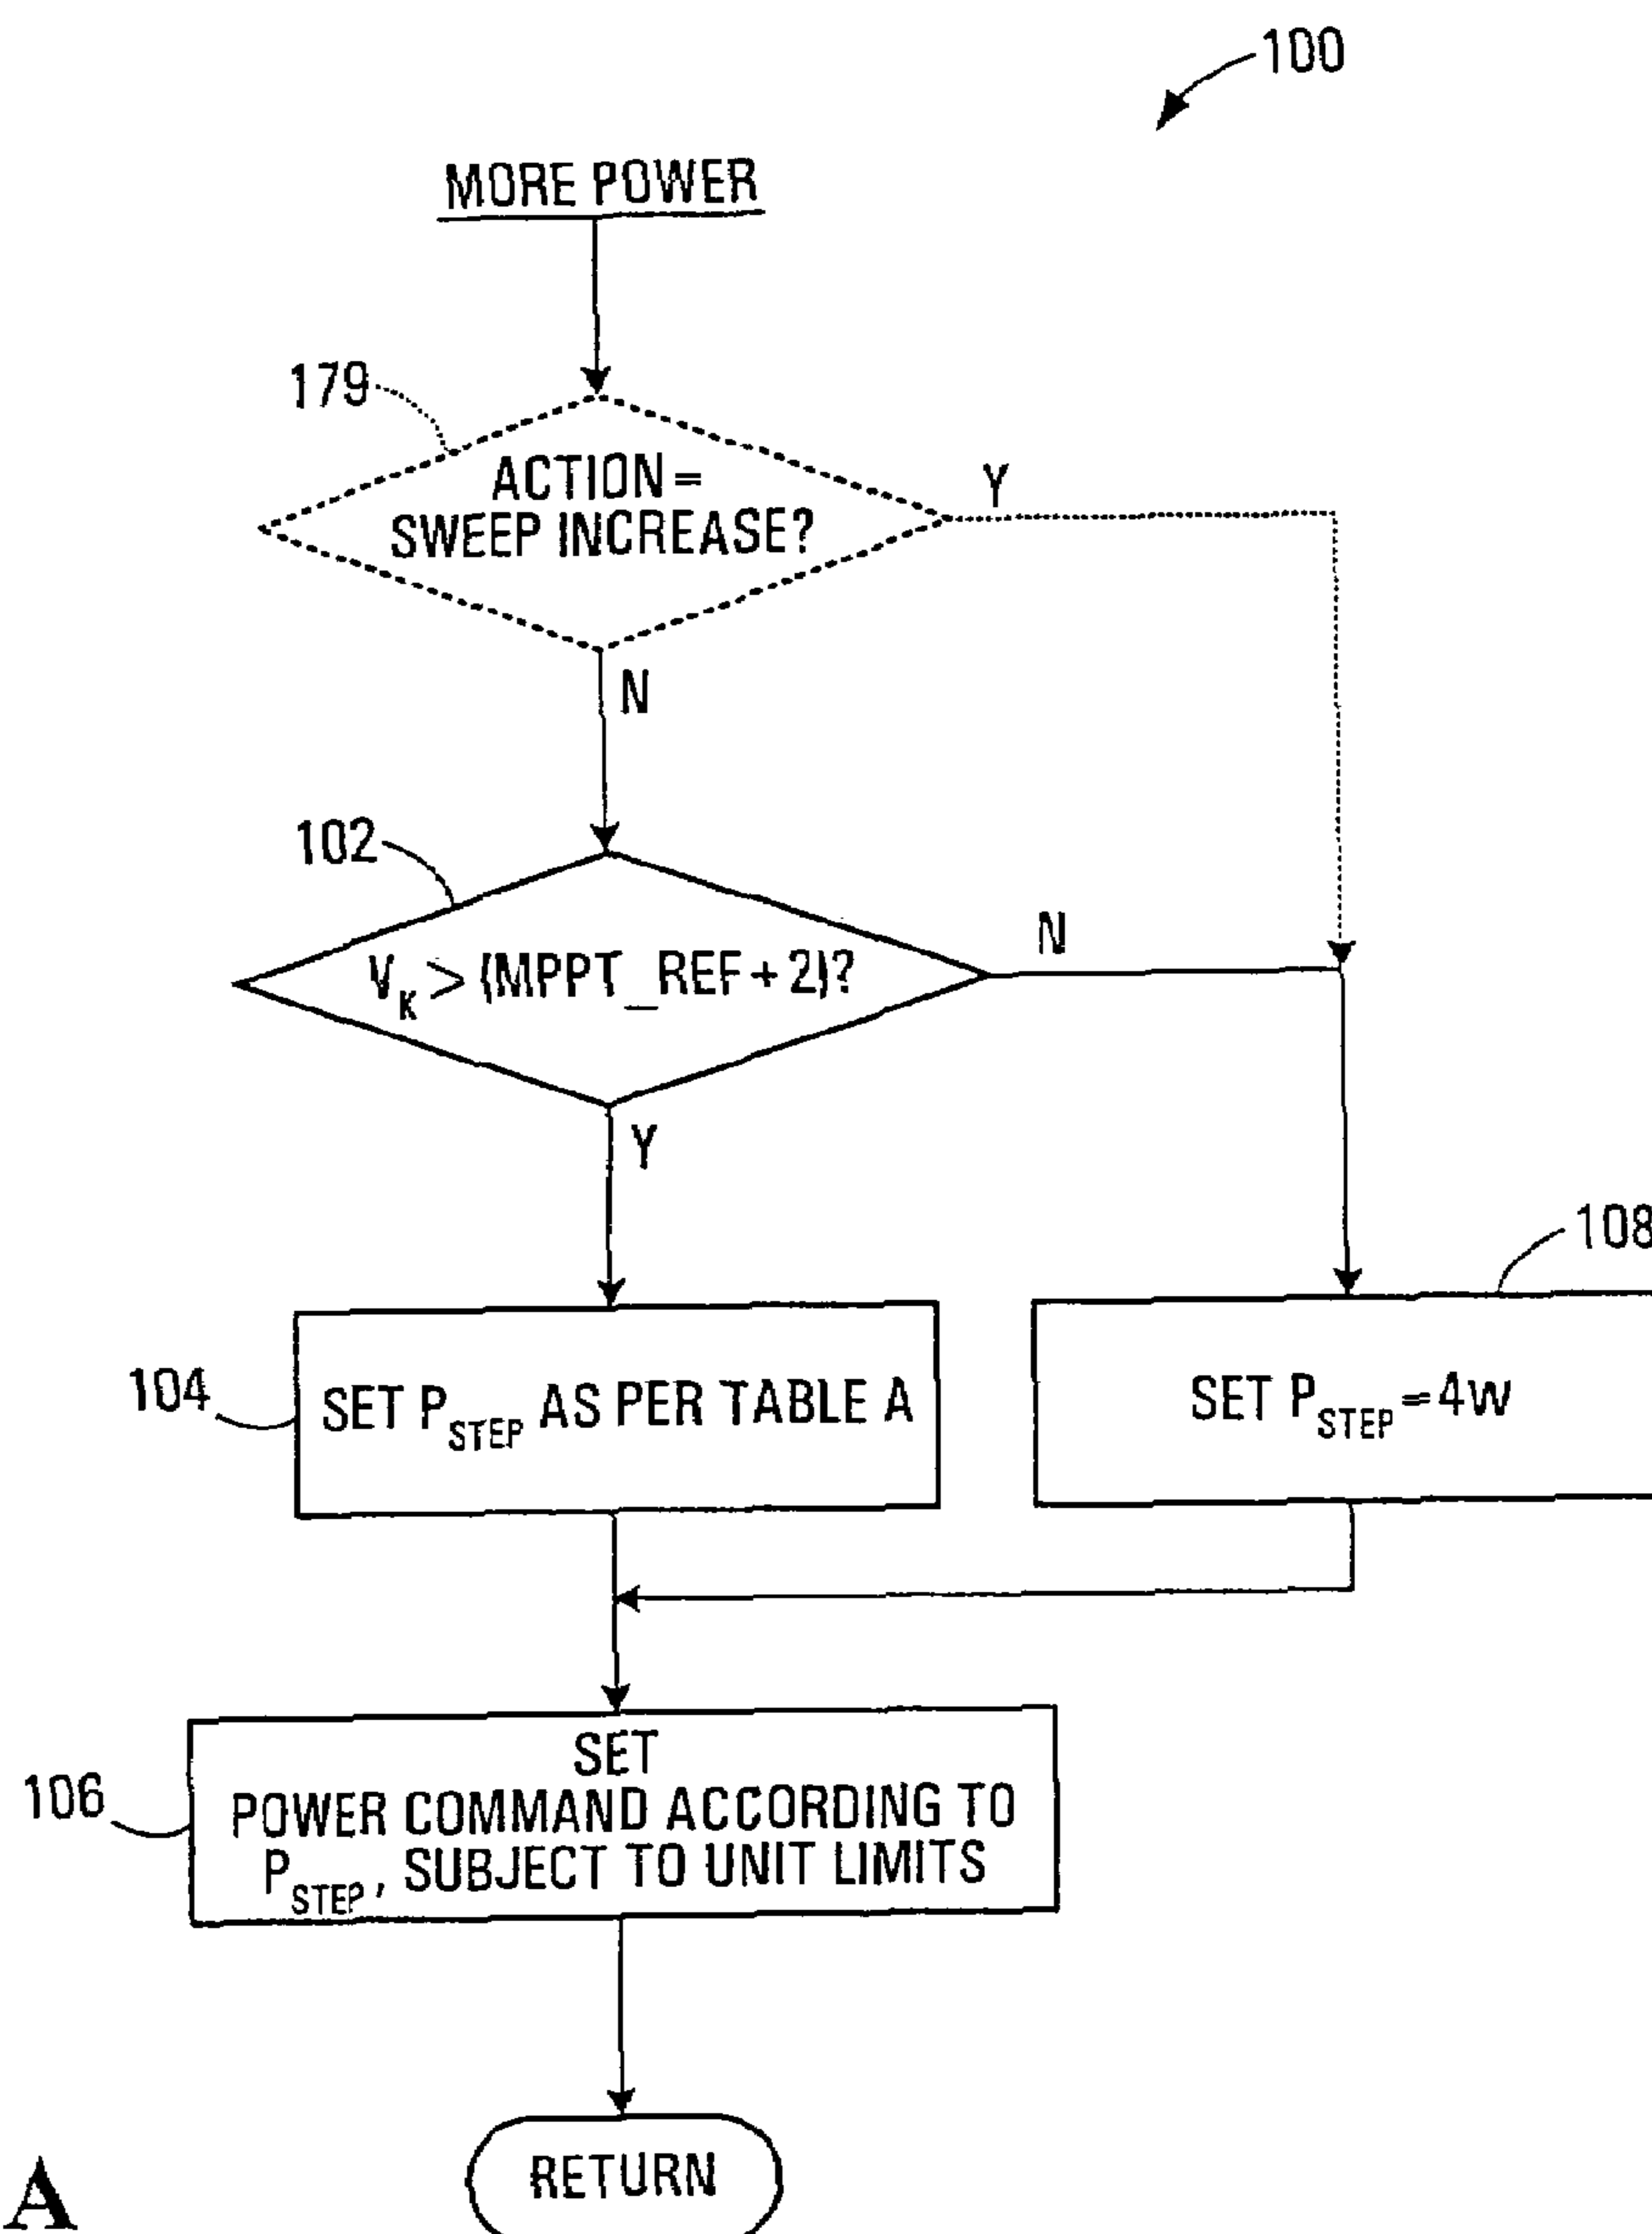 100
MORE POWER
179
ACTION =
SWEEP INCREASE?
Y
N
102
V_K > (MPPT_REF + 2)?
N
Y
108
104
SET P_STEP AS PER TABLE A
SET P_STEP = 4w
106
SET
POWER COMMAND ACCORDING TO
P_STEP, SUBJECT TO UNIT LIMITS
RETURN
A